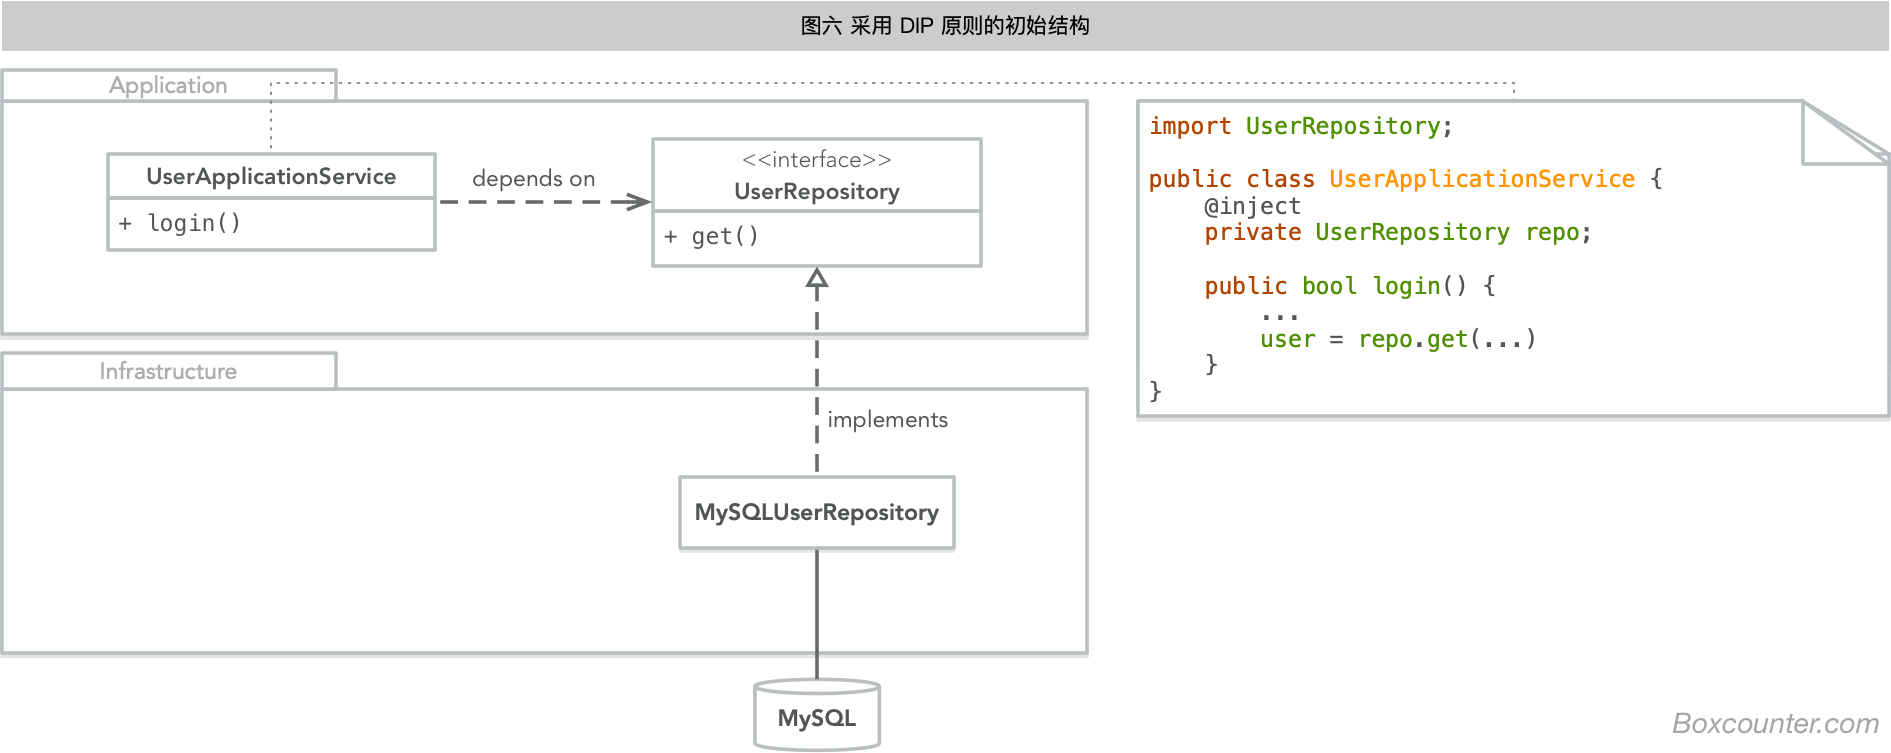 图六 采用 DIP 原则的初始结构
Application
UserApplicationService
+ login()
depends on
<<interface>>
UserRepository
+ get()
Infrastructure
implements
MySQLUserRepository
MySQL
import UserRepository;
public class UserApplicationService {
@inject
private UserRepository repo;
public bool login() {
...
user = repo.get(...)
}
}
Boxcounter.com